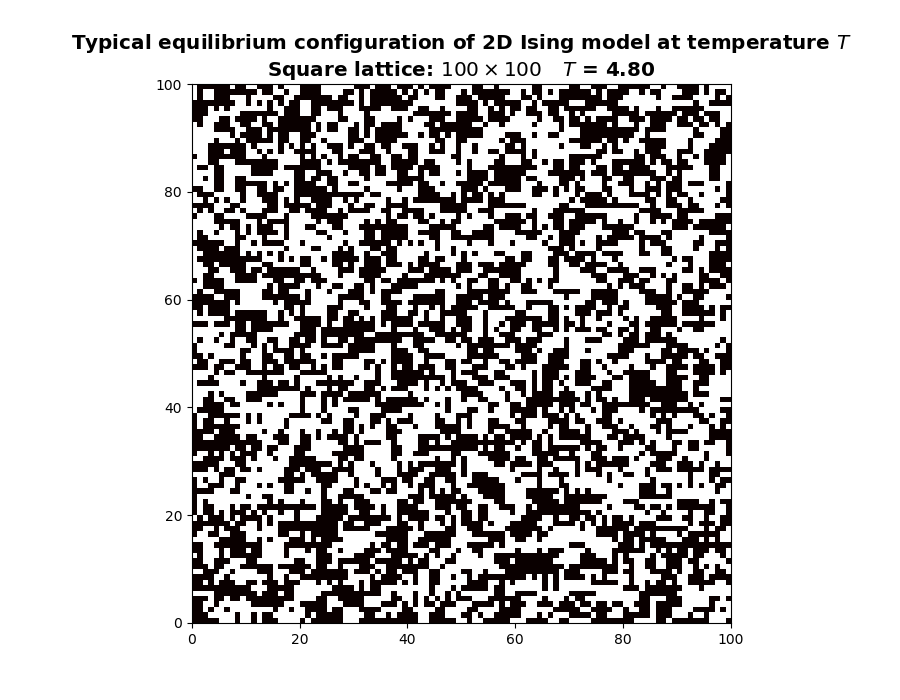 Typical equilibrium configuration of 2D Ising model at temperature T
Square lattice: 100 × 100 T = 4.80
100
80
60
40
20
0
0 20 40 60 80 100